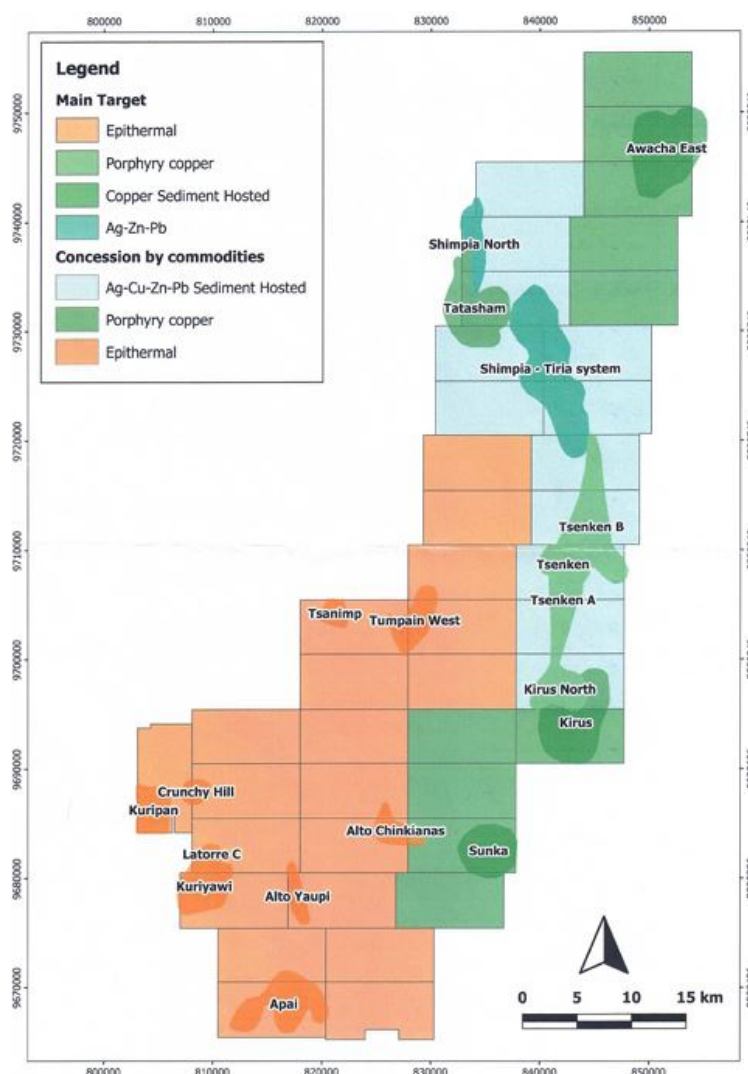 800000 810000 820000 830000 840000 850000
Legend
Main Target
Epithermal
Porphyry copper
Copper Sediment Hosted
Ag-Zn-Pb
Concession by commodities
Ag-Cu-Zn-Pb Sediment Hosted
Porphyry copper
Epithermal
9750000
9740000
9730000
9720000
9710000
9700000
9690000
9680000
9670000
Awacha East
Shimpia North
Tatasham
Shimpia - Tiria system
Tsenken B
Tsenken
Tsenken A
Tsanimp
Tumpain West
Kirus North
Kirus
Crunchy Hill
Kuripan
Alto Chinkianas
Latorre C
Sunka
Kuriyawi
Alto Yaupi
Apai
0 5 10 15 km
800000 810000 820000 830000 840000 850000